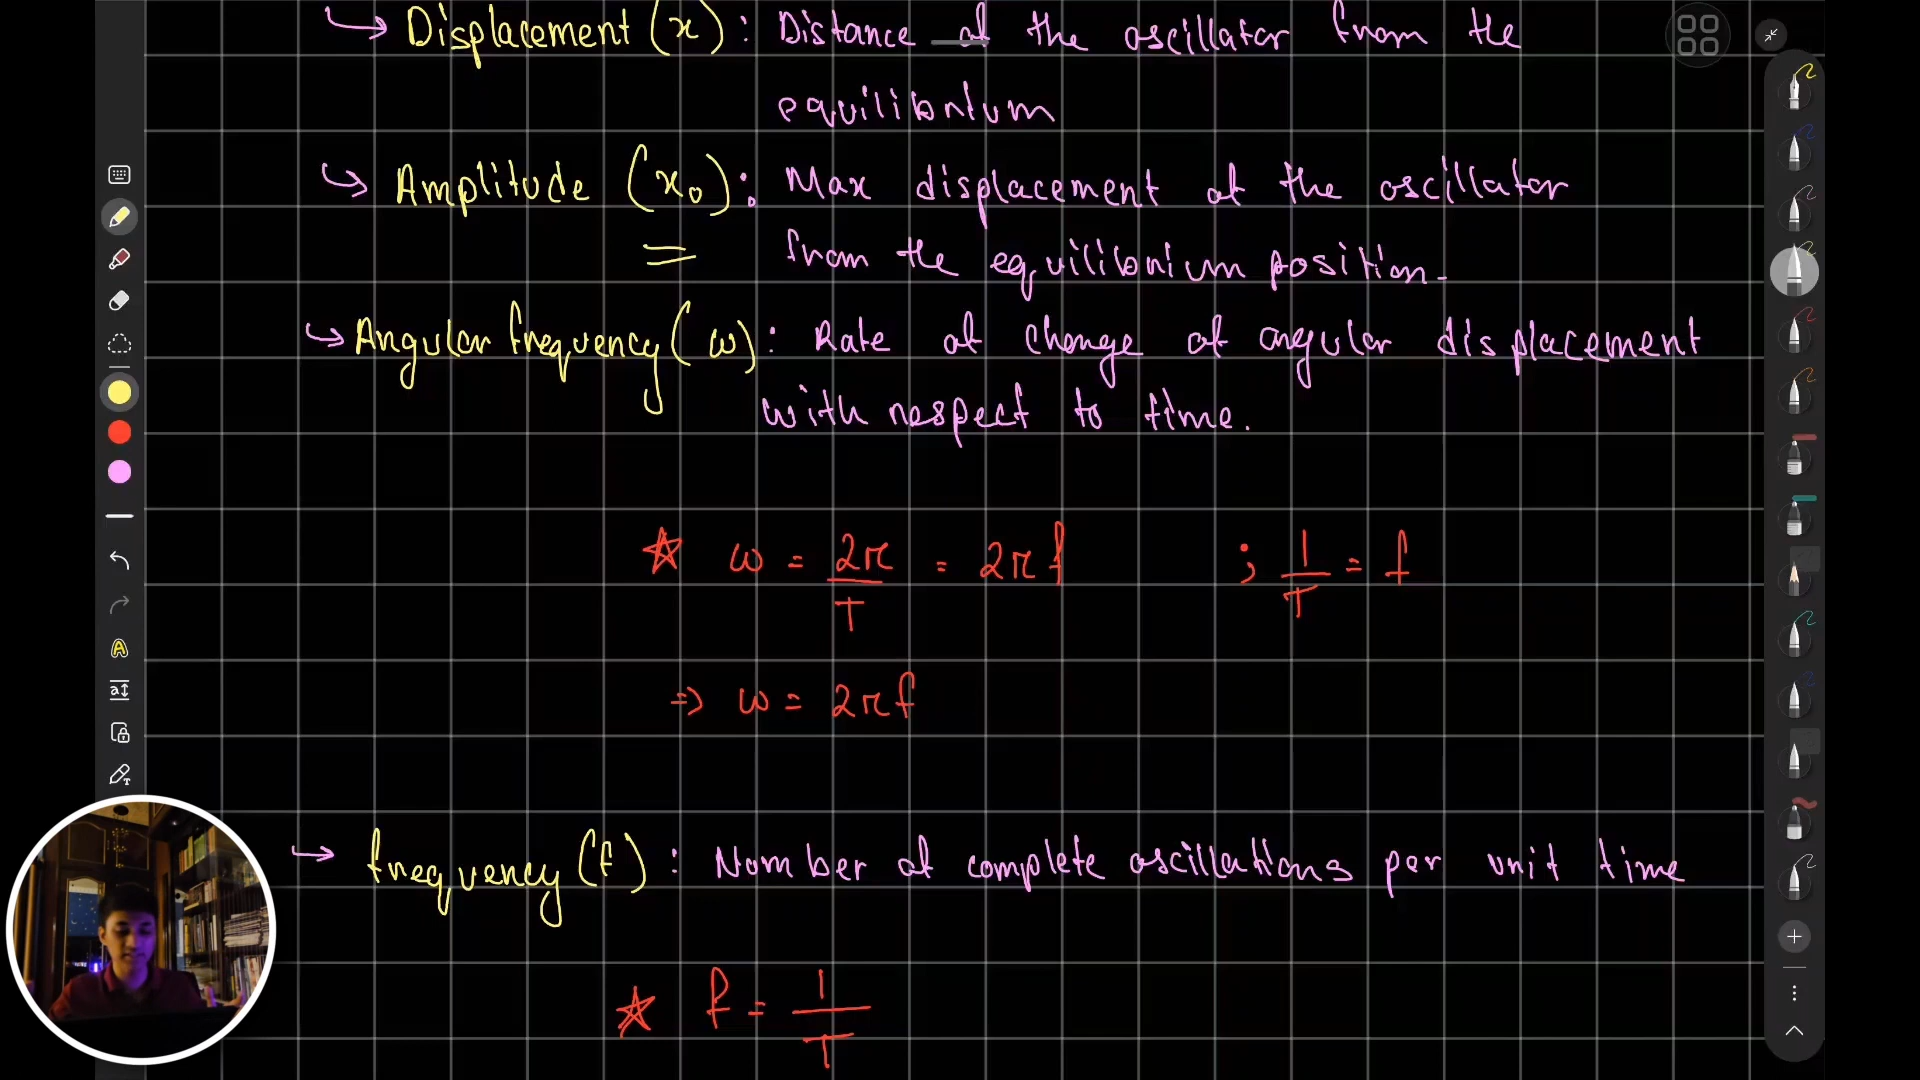 ↳ Displacement (x) : Distance of the oscillator from the
equilibrium
↳ Amplitude (x₀) : Max displacement of the oscillator
from the equilibrium position.
↳ Angular frequency (ω) : Rate of change of angular displacement
with respect to time.
☆ ω = 2π/T = 2πf ; 1/T = f
⇒ ω = 2πf
→ frequency (f) : Number of complete oscillations per unit time
☆ f = 1/T